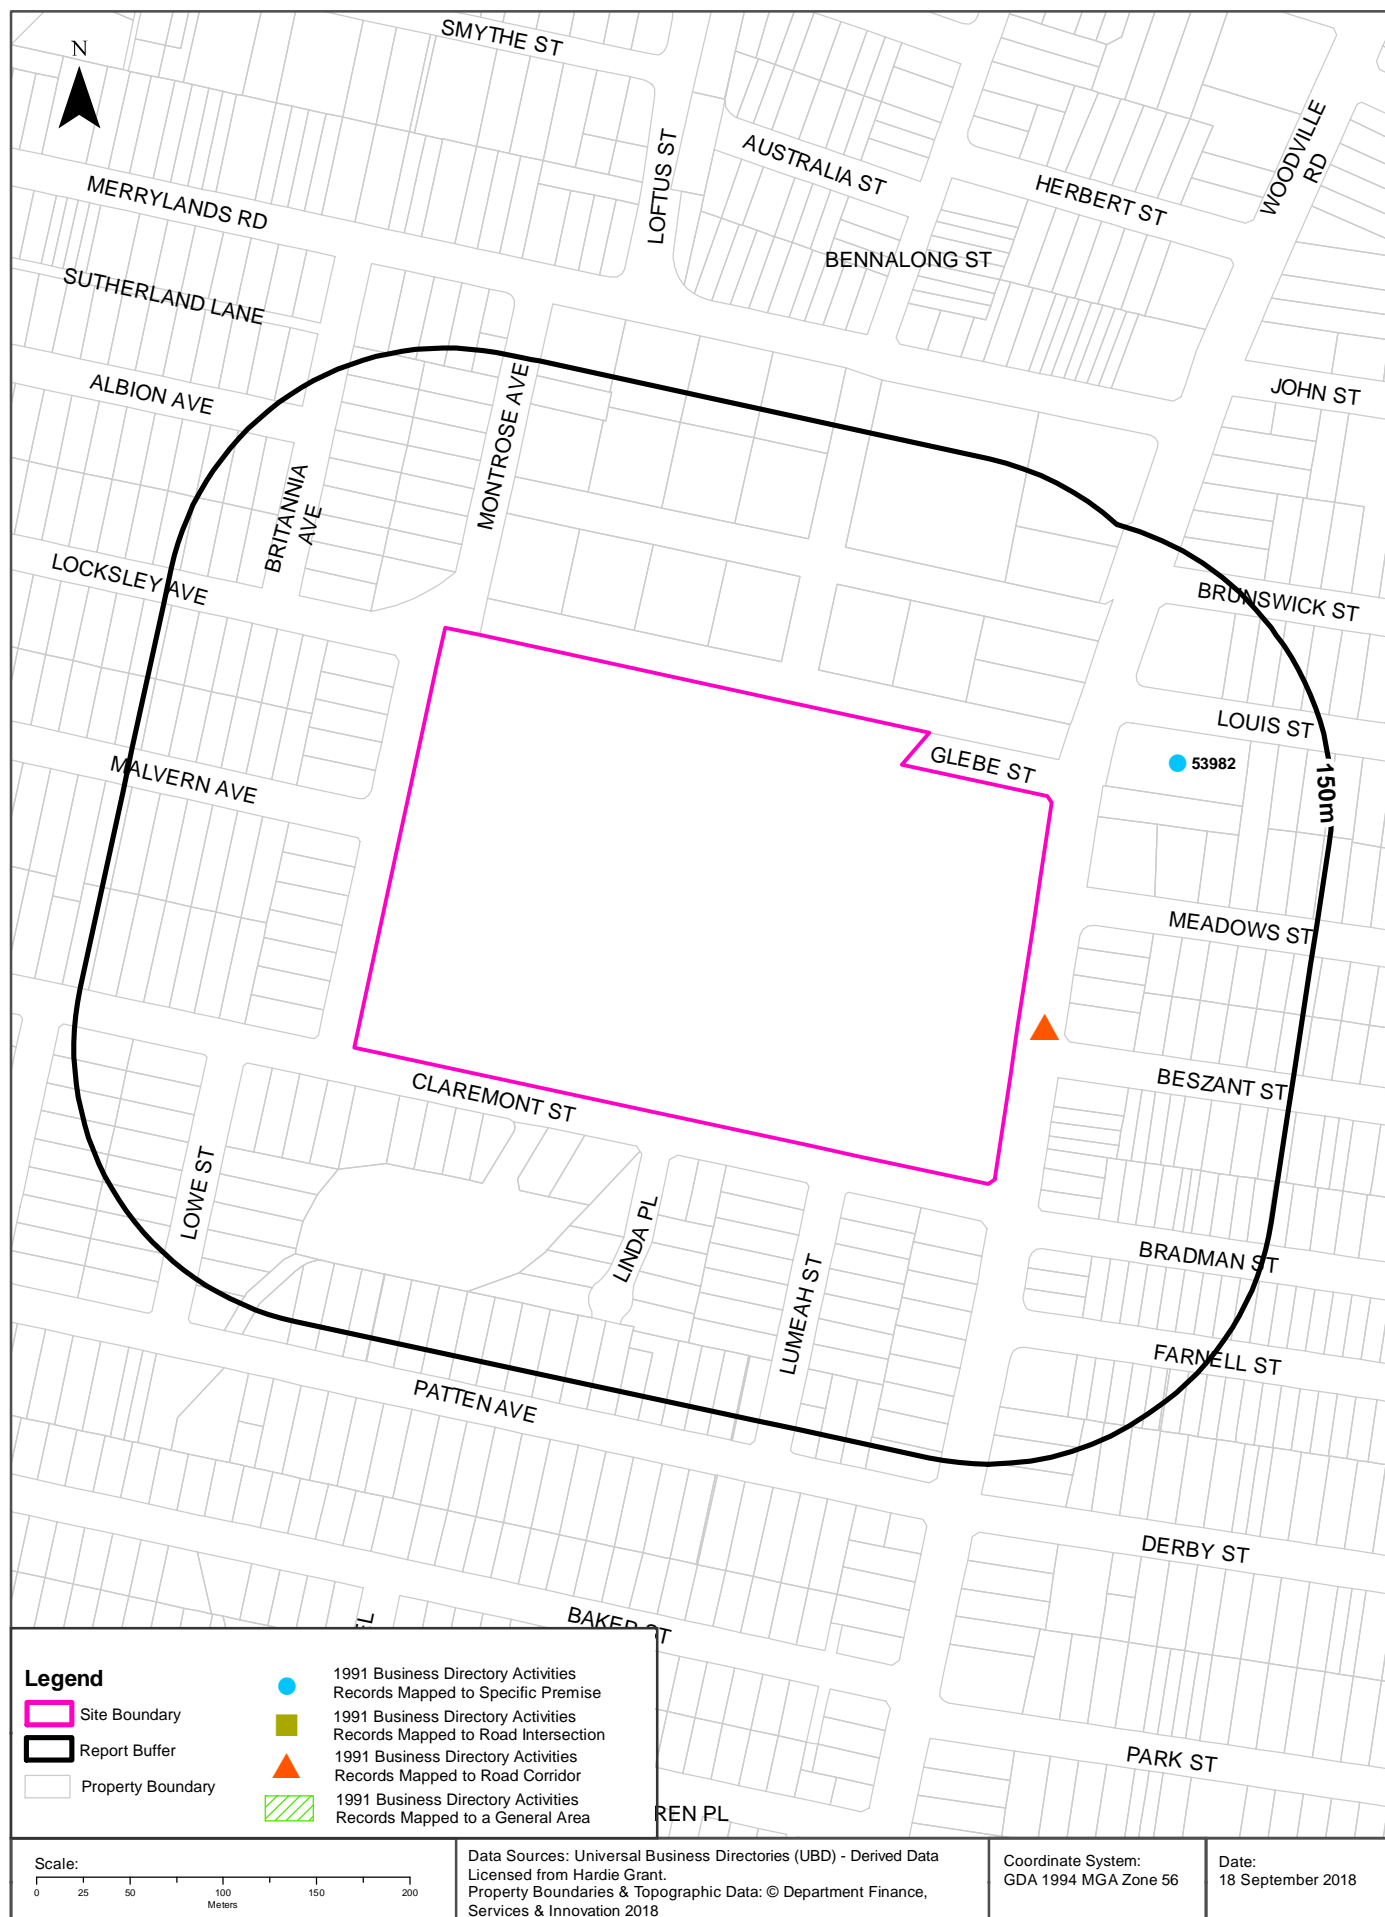 SMYTHE ST
N
WOODVILLE
RD
LOFTUS ST
AUSTRALIA ST
MERRYLANDS RD
HERBERT ST
BENNALONG ST
SUTHERLAND LANE
ALBION AVE
JOHN ST
MONTROSE AVE
BRITANNIA
AVE
LOCKSLEY AVE
BRUNSWICK ST
LOUIS ST
GLEBE ST
53982
MALVERN AVE
150m
MEADOWS ST
BESZANT ST
CLAREMONT ST
LOWE ST
LINDA PL
LUMEAH ST
BRADMAN ST
FARNELL ST
PATTEN AVE
DERBY ST
BAKER ST
EL
PARK ST
REN PL
Legend
Site Boundary
Report Buffer
Property Boundary
1991 Business Directory Activities
Records Mapped to Specific Premise
1991 Business Directory Activities
Records Mapped to Road Intersection
1991 Business Directory Activities
Records Mapped to Road Corridor
1991 Business Directory Activities
Records Mapped to a General Area
Scale:
0 25 50 100 150 200
Meters
Data Sources: Universal Business Directories (UBD) - Derived Data
Licensed from Hardie Grant.
Property Boundaries & Topographic Data: © Department Finance,
Services & Innovation 2018
Coordinate System:
GDA 1994 MGA Zone 56
Date:
18 September 2018